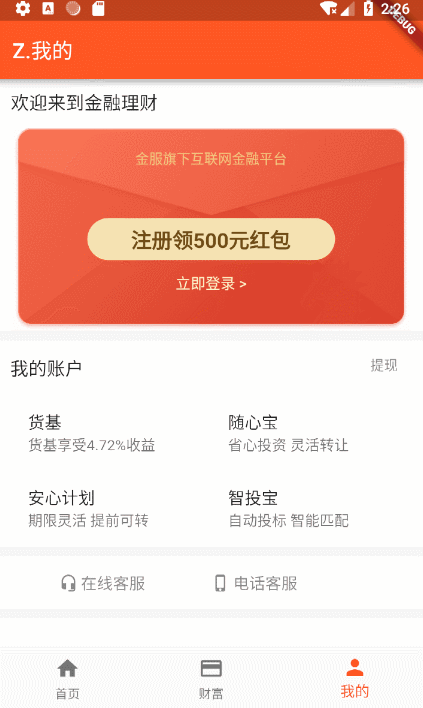 2:26
DEBUG
Z.我的
欢迎来到金融理财
金服旗下互联网金融平台
注册领500元红包
立即登录 >
我的账户
提现
货基
随心宝
货基享受4.72%收益
省心投资 灵活转让
安心计划
智投宝
期限灵活 提前可转
自动投标 智能匹配
在线客服
电话客服
首页
财富
我的